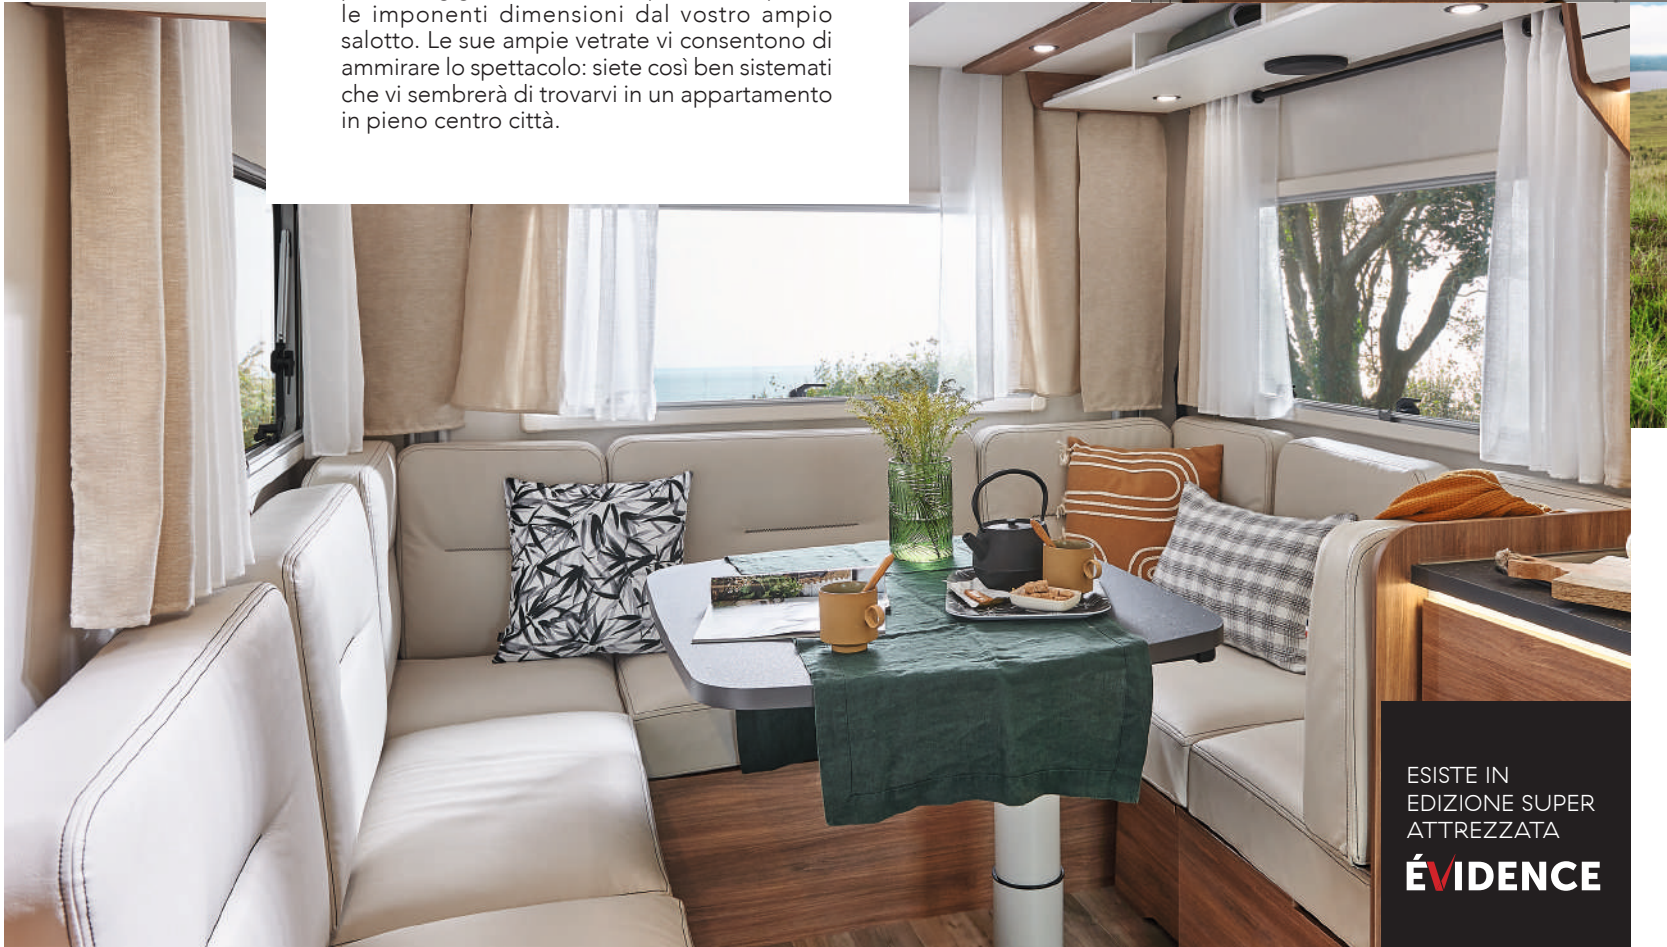 le imponenti dimensioni dal vostro ampio
salotto. Le sue ampie vetrate vi consentono di
ammirare lo spettacolo: siete così ben sistemati
che vi sembrerà di trovarvi in un appartamento
in pieno centro città.
ESISTE IN
EDIZIONE SUPER
ATTREZZATA
ÉVIDENCE